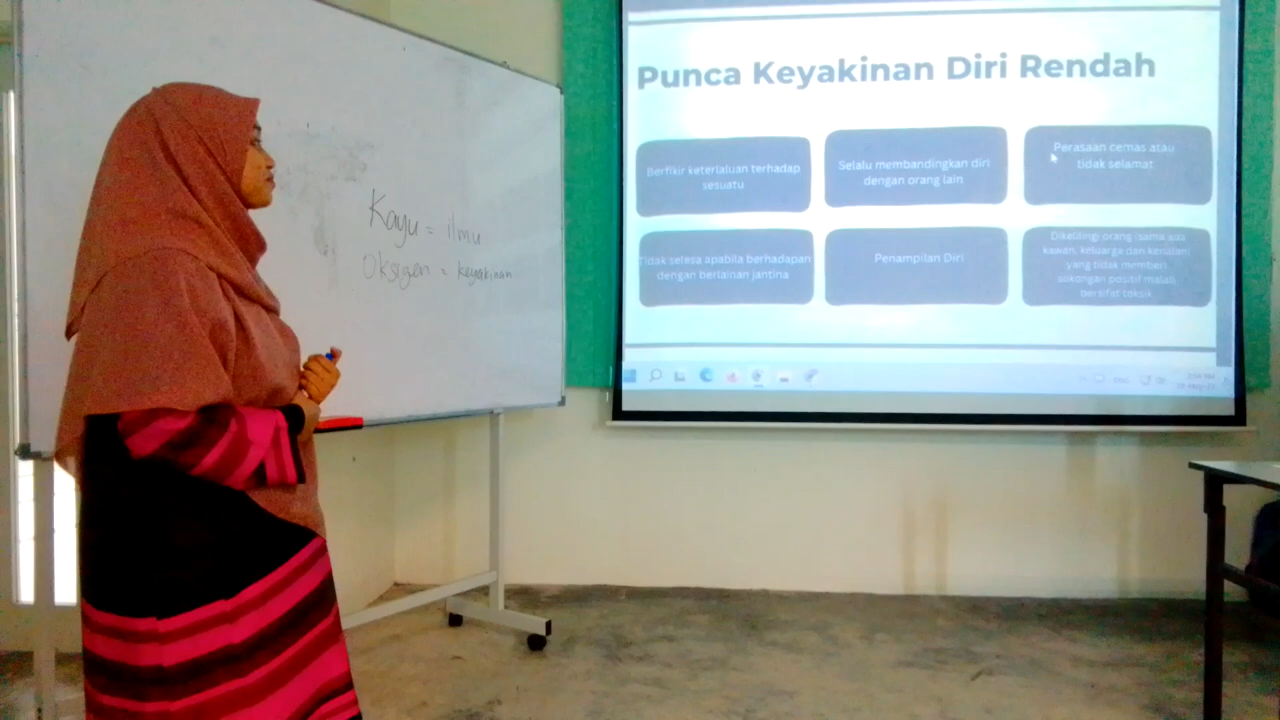 Kayu = ilmu
Oksigen = keyakinan
Punca Keyakinan Diri Rendah
Berfikir keterlaluan terhadap
sesuatu
Selalu membandingkan diri
dengan orang lain
Perasaan cemas atau
tidak selamat
Tidak selesa apabila berhadapan
dengan berlainan jantina
Penampilan Diri
Dikelilingi orang sama ada
kawan, keluarga dan kenalan
yang tidak memberi
sokongan positif malah
bersifat toksik